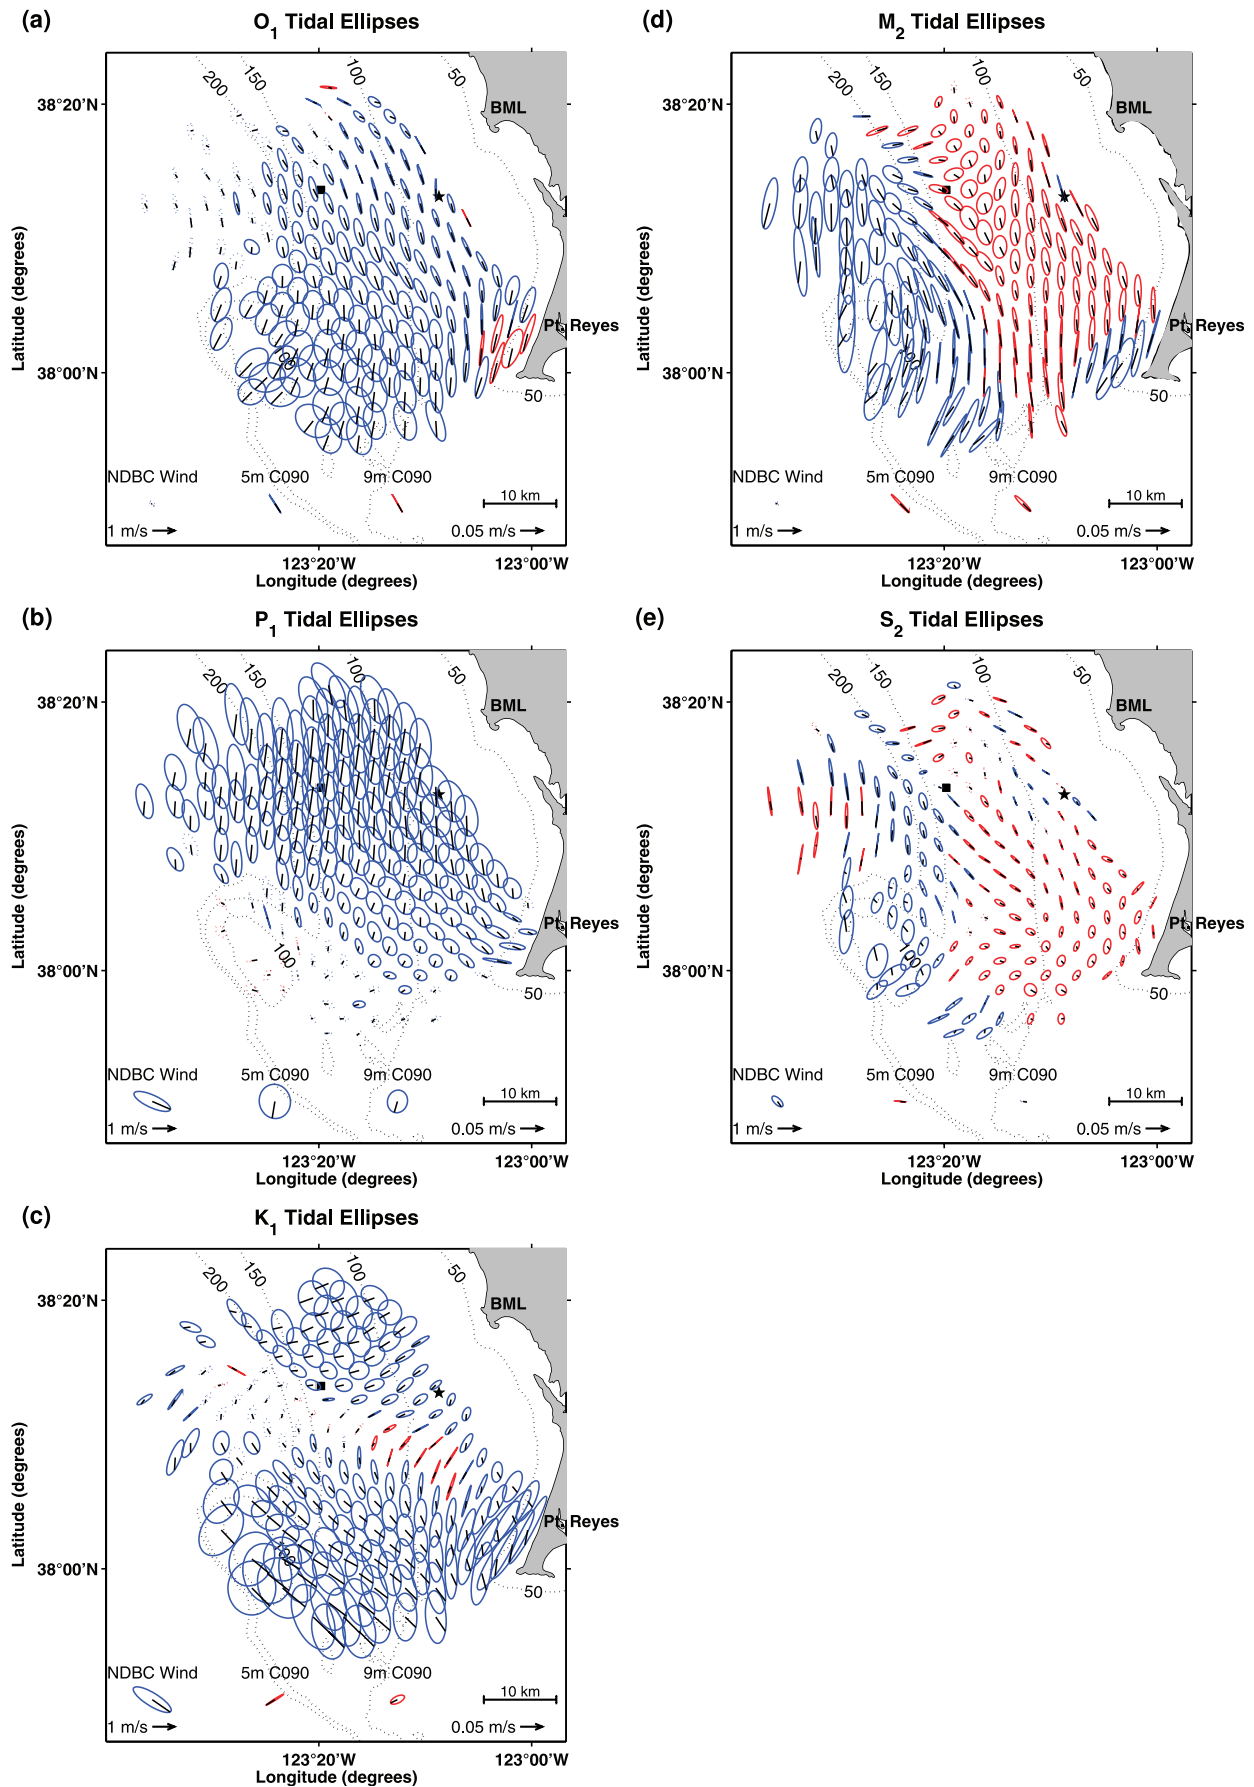 (a)
O1 Tidal Ellipses
200
150
100
50
BML
38°20'N
Latitude (degrees)
Pt. Reyes
38°00'N
100
50
NDBC Wind
5m C090
9m C090
10 km
1 m/s
0.05 m/s
123°20'W
123°00'W
Longitude (degrees)
(d)
M2 Tidal Ellipses
200
150
100
50
BML
38°20'N
Latitude (degrees)
Pt. Reyes
38°00'N
100
50
NDBC Wind
5m C090
9m C090
10 km
1 m/s
0.05 m/s
123°20'W
123°00'W
Longitude (degrees)
(b)
P1 Tidal Ellipses
200
150
100
50
BML
38°20'N
Latitude (degrees)
Pt. Reyes
38°00'N
100
50
NDBC Wind
5m C090
9m C090
10 km
1 m/s
0.05 m/s
123°20'W
123°00'W
Longitude (degrees)
(e)
S2 Tidal Ellipses
200
150
100
50
BML
38°20'N
Latitude (degrees)
Pt. Reyes
38°00'N
100
50
NDBC Wind
5m C090
9m C090
10 km
1 m/s
0.05 m/s
123°20'W
123°00'W
Longitude (degrees)
(c)
K1 Tidal Ellipses
200
150
100
50
BML
38°20'N
Latitude (degrees)
Pt. Reyes
38°00'N
100
50
NDBC Wind
5m C090
9m C090
10 km
1 m/s
0.05 m/s
123°20'W
123°00'W
Longitude (degrees)